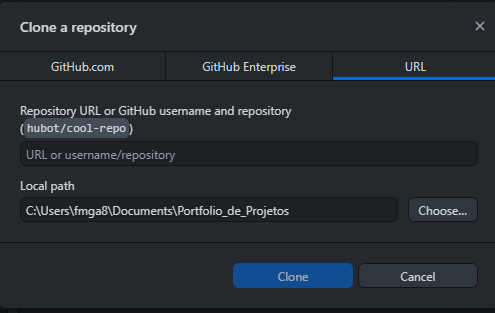 Clone a repository
GitHub.com
GitHub Enterprise
URL
Repository URL or GitHub username and repository
(hubot/cool-repo)
URL or username/repository
Local path
C:\Users\fmga8\Documents\Portfolio_de_Projetos
Choose...
Clone
Cancel